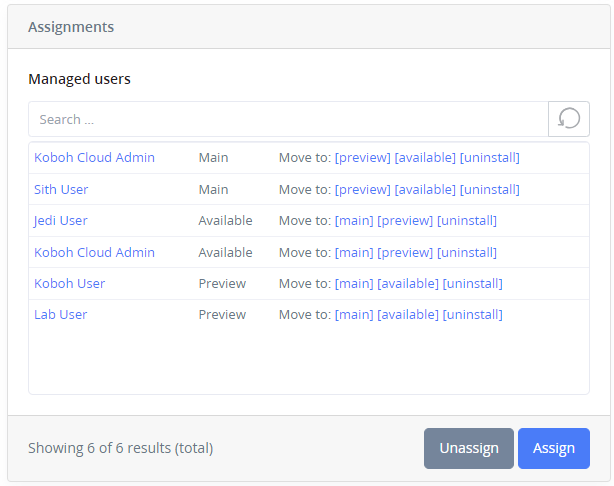 Assignments
Managed users
Search ...
Koboh Cloud Admin Main Move to: [preview] [available] [uninstall]
Sith User Main Move to: [preview] [available] [uninstall]
Jedi User Available Move to: [main] [preview] [uninstall]
Koboh Cloud Admin Available Move to: [main] [preview] [uninstall]
Koboh User Preview Move to: [main] [available] [uninstall]
Lab User Preview Move to: [main] [available] [uninstall]
Showing 6 of 6 results (total) Unassign Assign